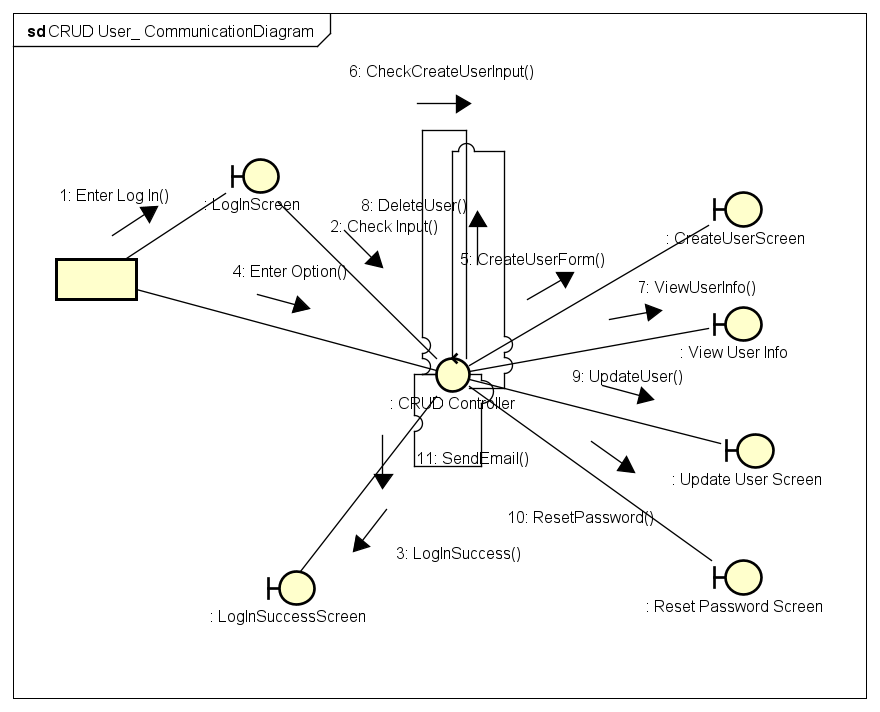 sd CRUD User_ CommunicationDiagram
6: CheckCreateUserInput()
1: Enter Log In()
: LogInScreen
8: DeleteUser()
2: Check Input()
: CreateUserScreen
4: Enter Option()
5: CreateUserForm()
7: ViewUserInfo()
: View User Info
9: UpdateUser()
: CRUD Controller
11: SendEmail()
: Update User Screen
10: ResetPassword()
3: LogInSuccess()
: LogInSuccessScreen
: Reset Password Screen